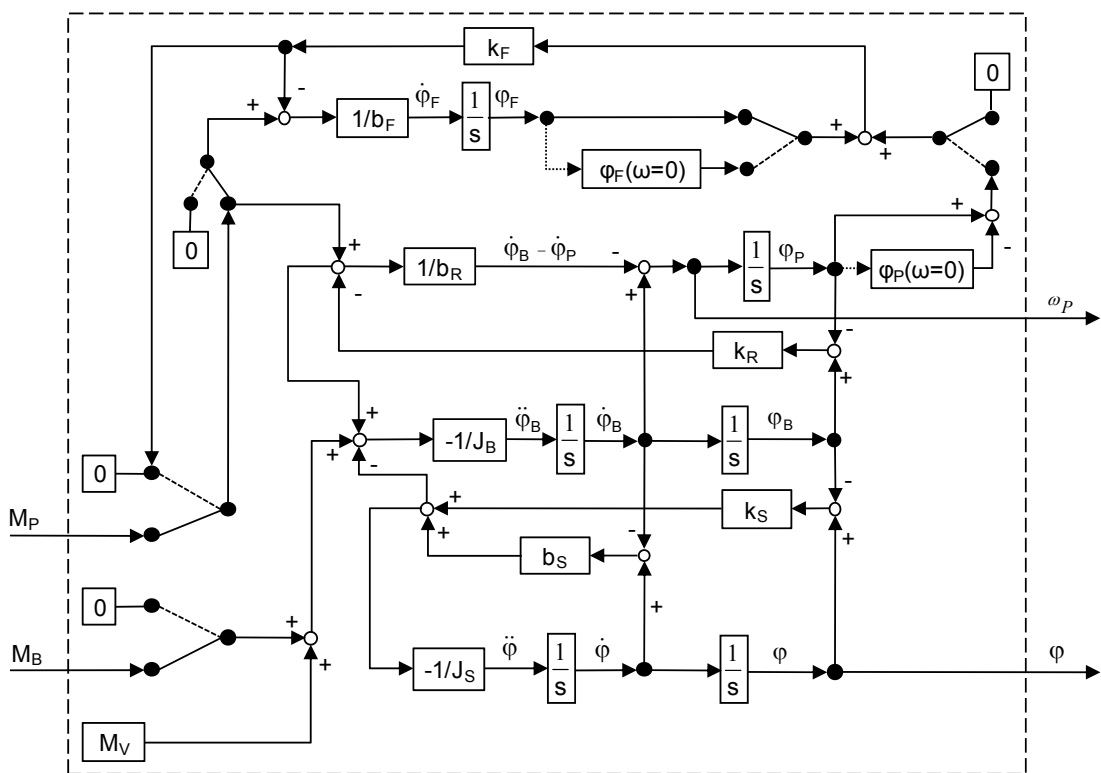 k_F
0
+ -
1/b_F φ̇_F 1/s φ_F
+ +
φ_F(ω=0)
0
+
+ -
1/b_R φ̇_B - φ̇_P - 1/s φ_P φ_P(ω=0)
- +
ω_P
-
k_R
+
+
φ̈_B φ̇_B φ_B
+ -1/J_B 1/s 1/s
-
0 -
+ k_S
M_P + - +
b_S
0
+
+
M_B +
φ̈ φ̇ φ φ
-1/J_S 1/s 1/s
M_V